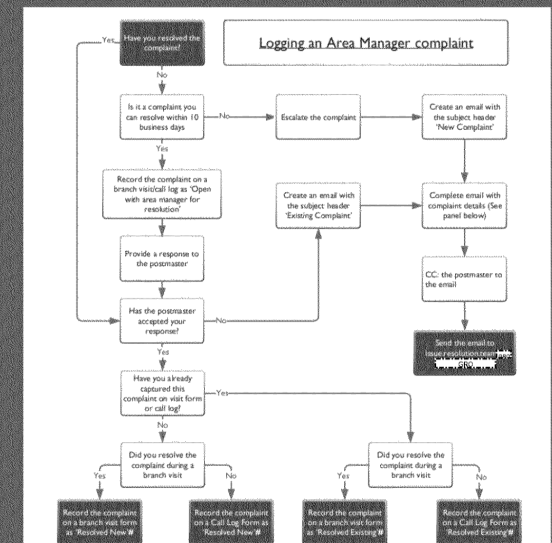 Have you resolved the
complaint?
Logging an Area Manager complaint
Yes
No
Is it a complaint you
can resolve within 10
business days
No
Escalate the complaint
Create an email with
the subject header
'New Complaint'
Yes
Record the complaint on a
branch visit/call log as 'Open
with area manager for
resolution'
Create an email with
the subject header
'Existing Complaint'
Complete email with
complaint details (See
panel below)
Provide a response to
the postmaster
CC: the postmaster to
the email
Has the postmaster
accepted your
response?
No
Send the email to
issue.resolution.team
GRO
Yes
Have you already
captured this
complaint on visit form
or call log?
Yes
No
Did you resolve the
complaint during a
branch visit
Did you resolve the
complaint during a
branch visit
Yes
No
Yes
No
Record the complaint
on a branch visit form
as 'Resolved New'#
Record the complaint
on a Call Log Form as
'Resolved New'#
Record the complaint
on a branch visit form
as 'Resolved Existing'#
Record the complaint
on a Call Log Form as
'Resolved Existing'#